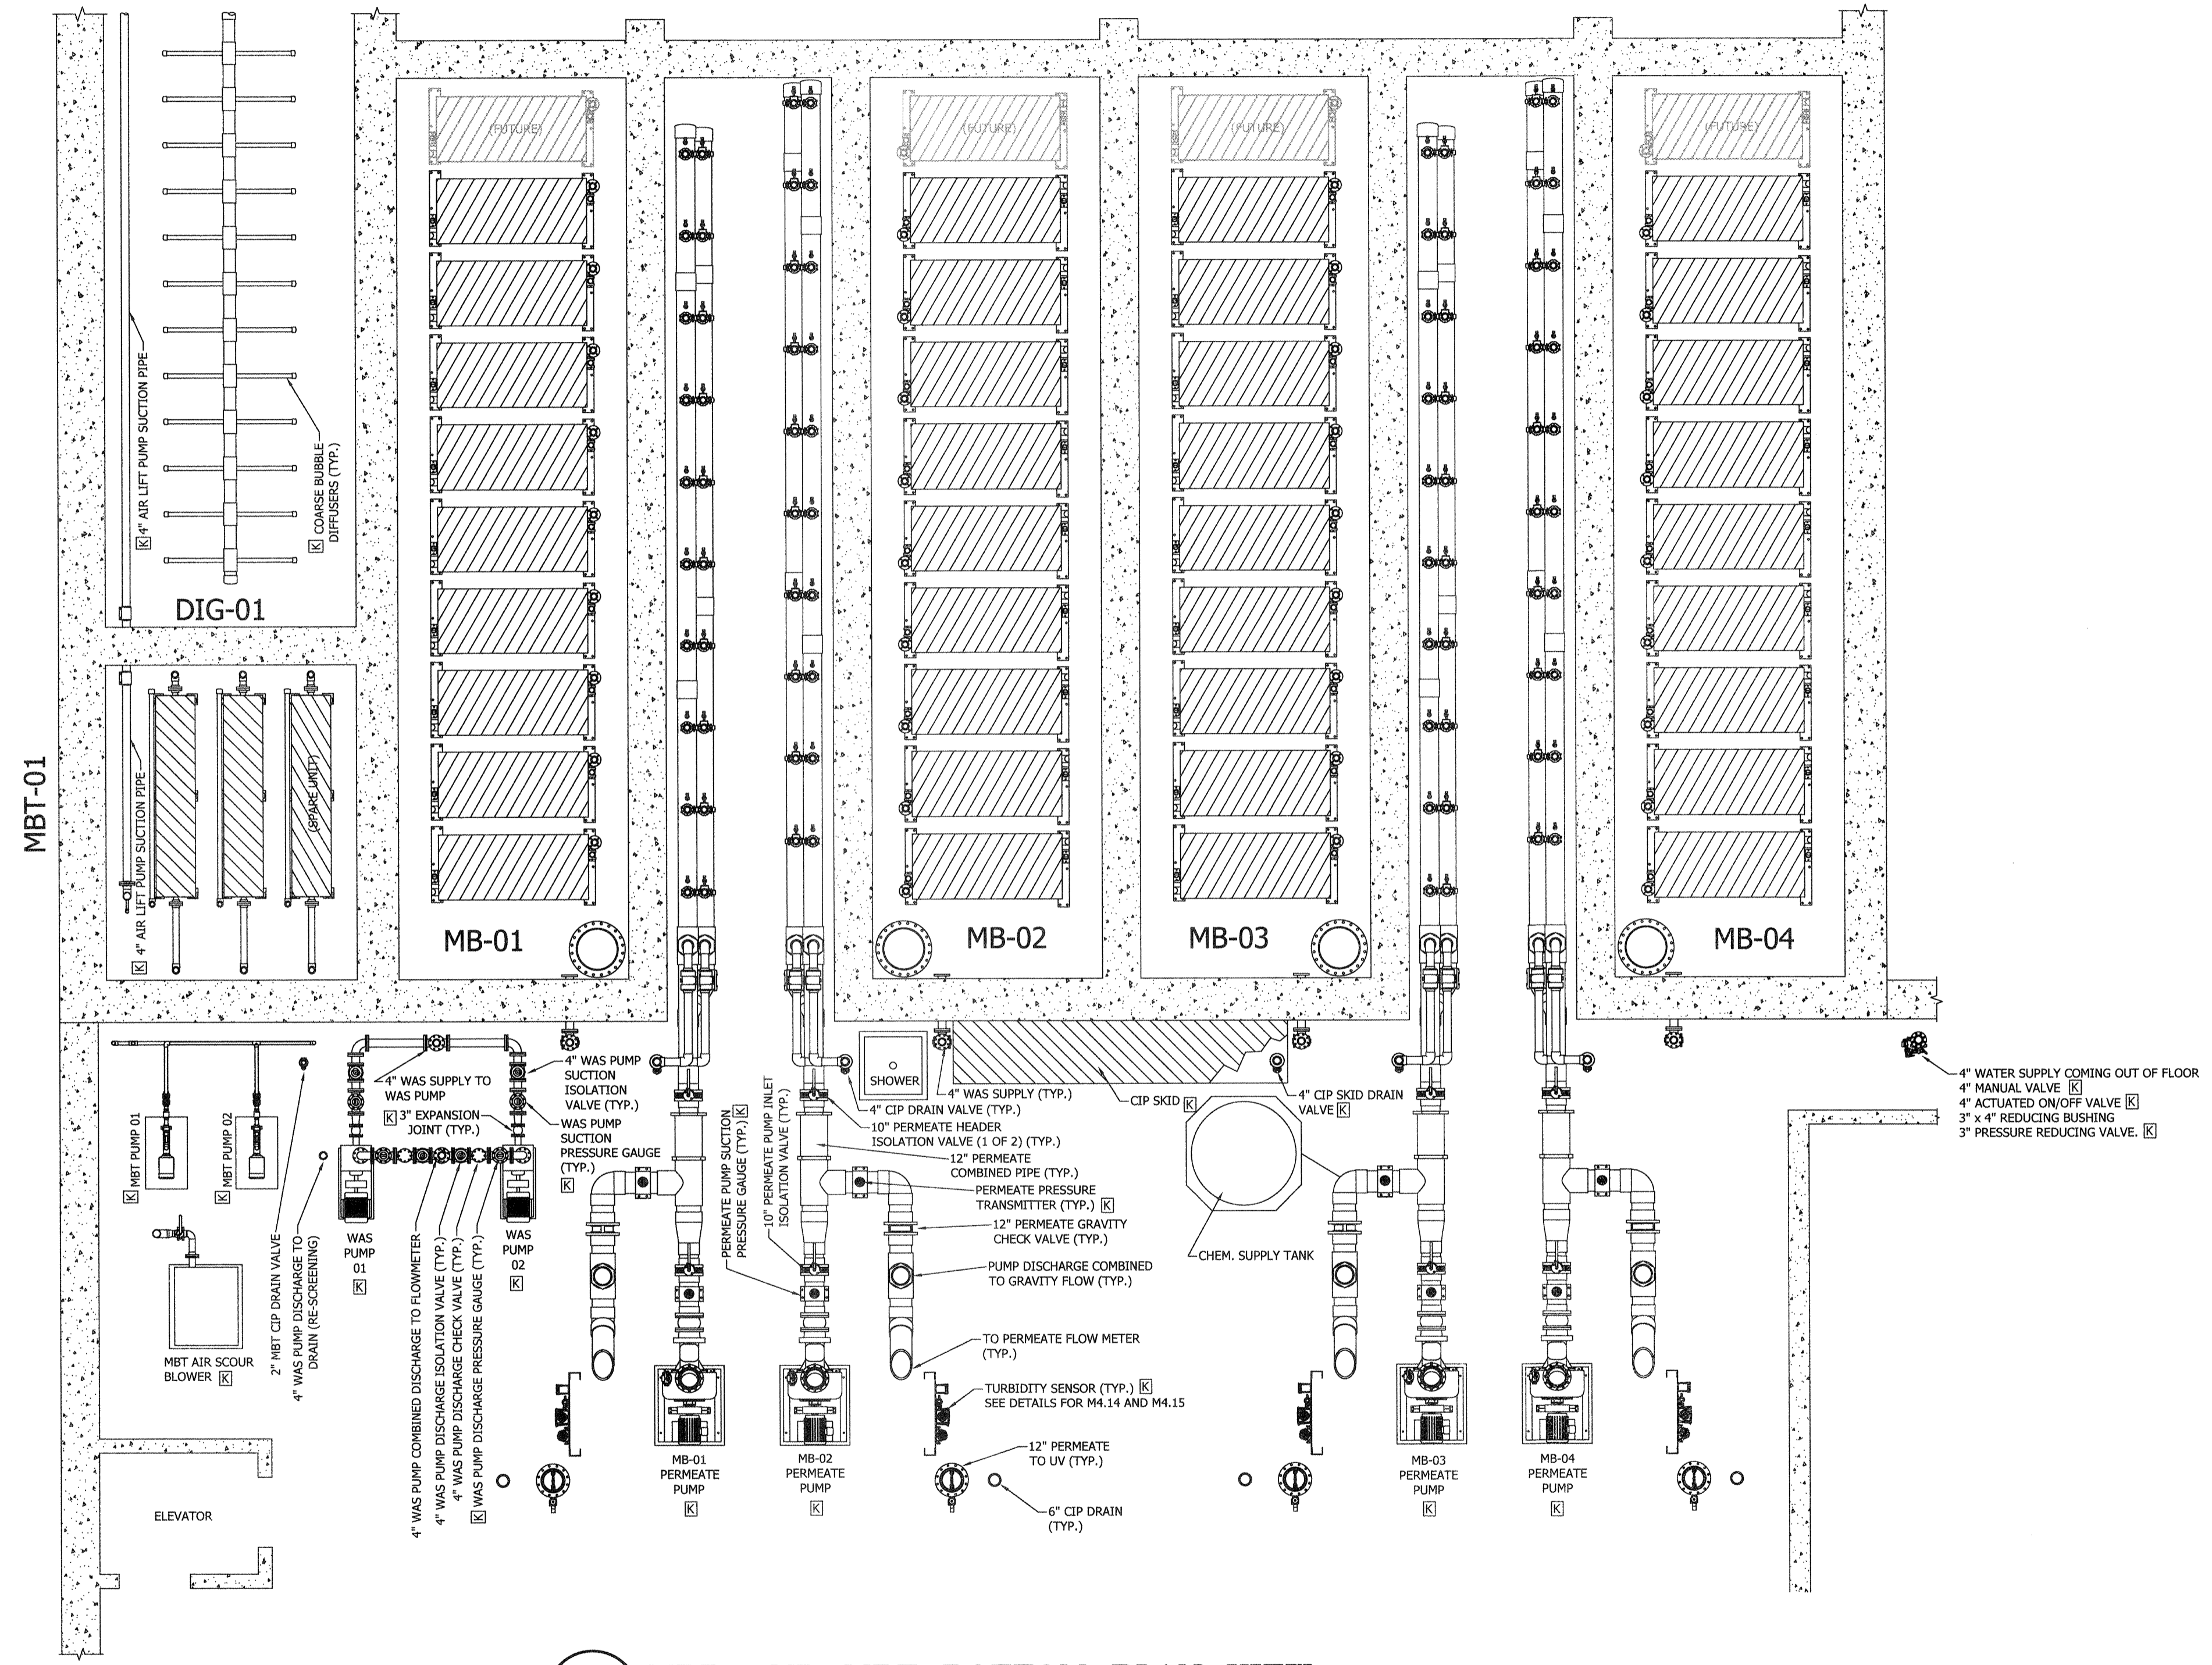 (FUTURE)
(FUTURE)
(FUTURE)
(FUTURE)
K 4" AIR LIFT PUMP SUCTION PIPE
K COARSE BUBBLE
DIFFUSERS (TYP.)
DIG-01
MBT-01
K 4" AIR LIFT PUMP SUCTION PIPE
(SPARE UNIT)
MB-01
MB-02
MB-03
MB-04
K MBT PUMP 01
K MBT PUMP 02
4" WAS SUPPLY TO
WAS PUMP
K 3" EXPANSION
JOINT (TYP.)
4" WAS PUMP
SUCTION
ISOLATION
VALVE (TYP.)
WAS PUMP
SUCTION
PRESSURE GAUGE
(TYP.)
K
WAS
PUMP
01
K
WAS
PUMP
02
K
MBT AIR SCOUR
BLOWER K
2" MBT CIP DRAIN VALVE
4" WAS PUMP DISCHARGE TO
DRAIN (RE-SCREENING)
4" WAS PUMP COMBINED DISCHARGE TO FLOWMETER
4" WAS PUMP DISCHARGE ISOLATION VALVE (TYP.)
4" WAS PUMP DISCHARGE CHECK VALVE (TYP.)
K WAS PUMP DISCHARGE PRESSURE GAUGE (TYP.)
PERMEATE PUMP SUCTION
PRESSURE GAUGE (TYP.) K
10" PERMEATE PUMP INLET
ISOLATION VALVE (TYP.)
SHOWER
4" WAS SUPPLY (TYP.)
4" CIP DRAIN VALVE (TYP.)
10" PERMEATE HEADER
ISOLATION VALVE (1 OF 2) (TYP.)
12" PERMEATE
COMBINED PIPE (TYP.)
PERMEATE PRESSURE
TRANSMITTER (TYP.) K
12" PERMEATE GRAVITY
CHECK VALVE (TYP.)
PUMP DISCHARGE COMBINED
TO GRAVITY FLOW (TYP.)
TO PERMEATE FLOW METER
(TYP.)
TURBIDITY SENSOR (TYP.) K
SEE DETAILS FOR M4.14 AND M4.15
12" PERMEATE
TO UV (TYP.)
6" CIP DRAIN
(TYP.)
CIP SKID K
4" CIP SKID DRAIN
VALVE K
CHEM. SUPPLY TANK
4" WATER SUPPLY COMING OUT OF FLOOR
4" MANUAL VALVE K
4" ACTUATED ON/OFF VALVE K
3" x 4" REDUCING BUSHING
3" PRESSURE REDUCING VALVE. K
MB-01
PERMEATE
PUMP
K
MB-02
PERMEATE
PUMP
K
MB-03
PERMEATE
PUMP
K
MB-04
PERMEATE
PUMP
K
ELEVATOR